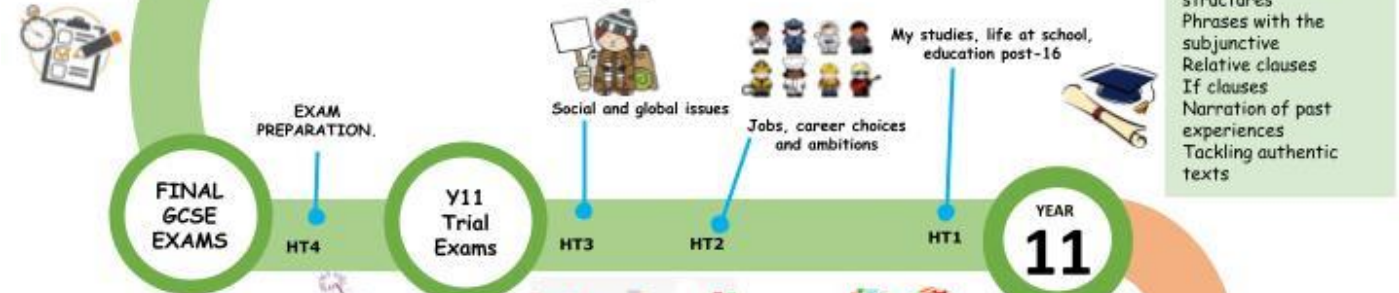 structures
Phrases with the
subjunctive
Relative clauses
If clauses
Narration of past
experiences
Tackling authentic
texts
My studies, life at school,
education post-16
Social and global issues
Jobs, career choices
and ambitions
EXAM
PREPARATION.
FINAL
GCSE
EXAMS
HT4
Y11
Trial
Exams
HT3
HT2
HT1
YEAR
11